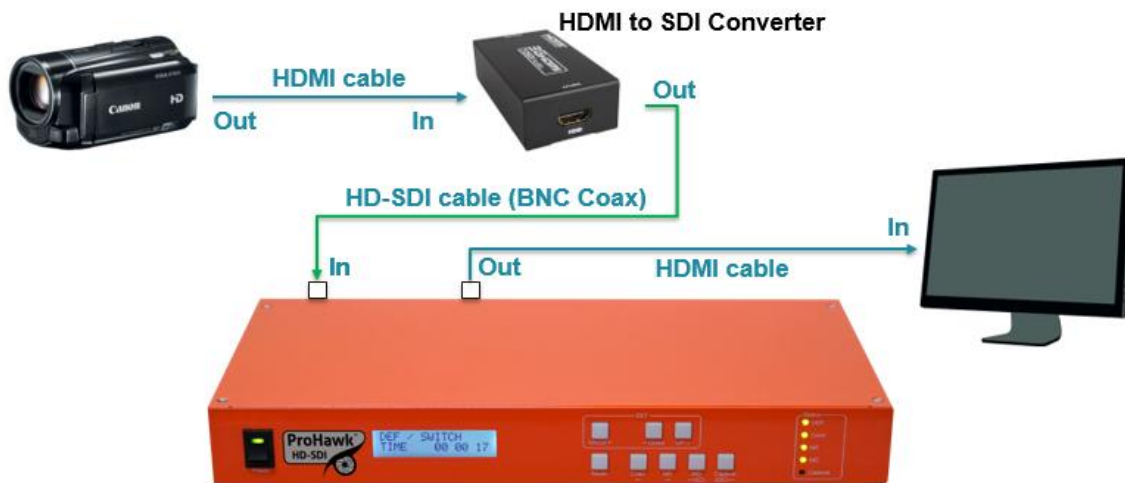 HDMI to SDI Converter
HDMI cable
Out
In
Out
Canon
HD
HDMI
HD-SDI cable (BNC Coax)
In
In
Out
HDMI cable
ProHawk
HD-SDI
DEF / SWITCH
TIME 00 00 17